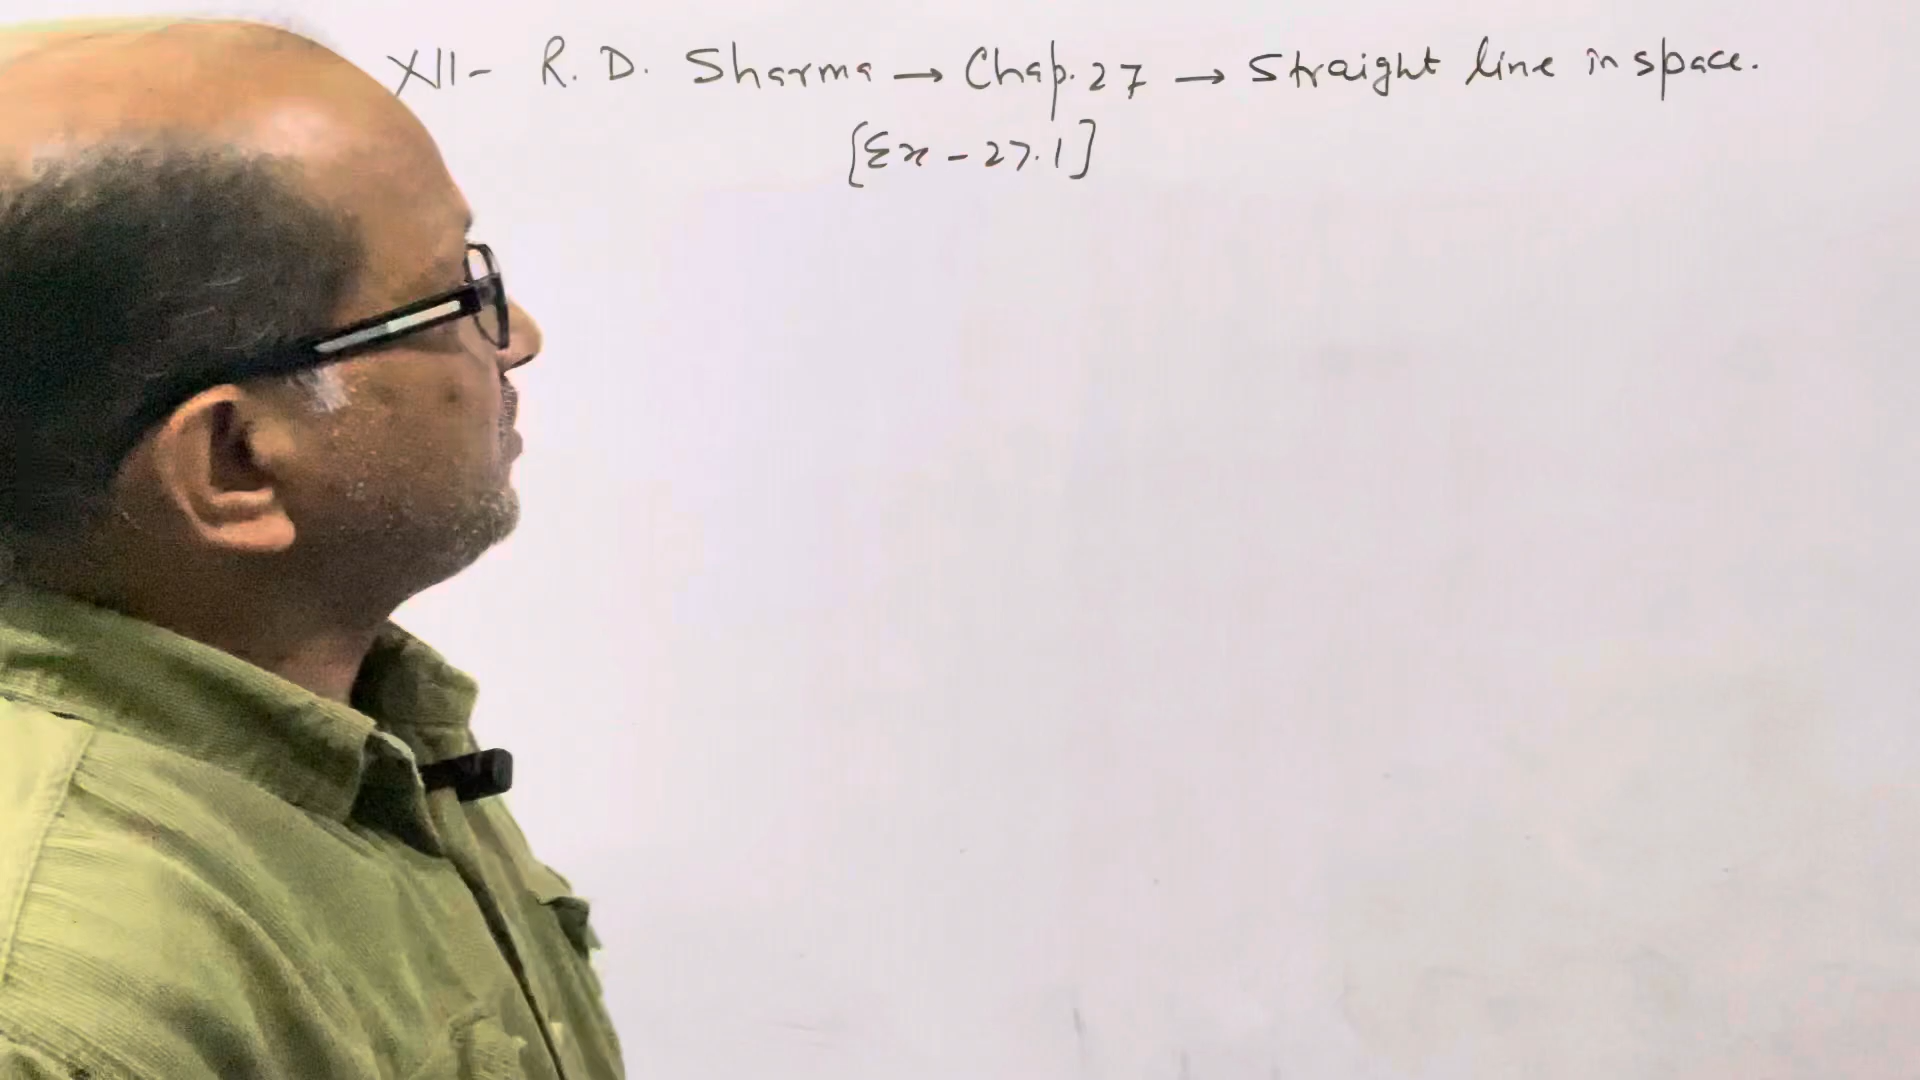 XII- R. D. Sharma → Chap. 27 → Straight line in space.
[Ex - 27.1]